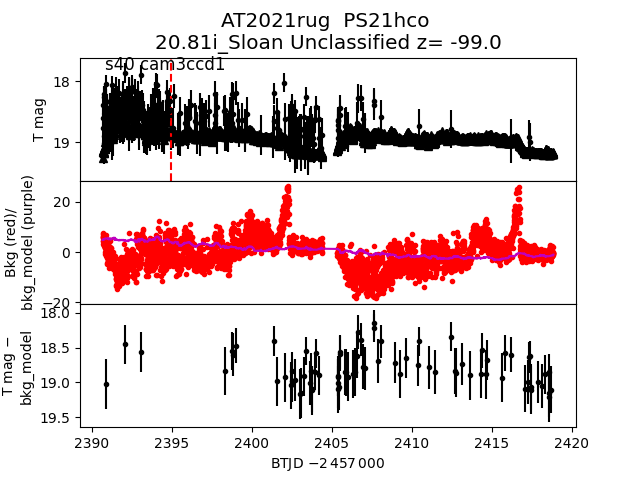 AT2021rug  PS21hco
20.81i_Sloan Unclassified z= -99.0
s40 cam3ccd1
T mag
18
19
Bkg (red)/
bkg_model (purple)
20
0
−20
T mag −
bkg_model
18.0
18.5
19.0
19.5
2390 2395 2400 2405 2410 2415 2420
BTJD −2 457 000